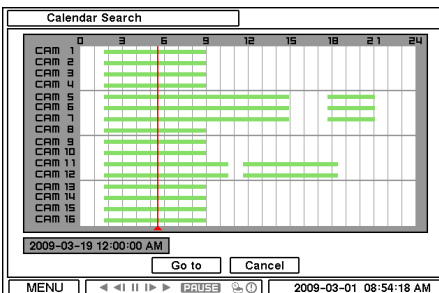 Calendar Search
0 3 6 9 12 15 18 21 24
CAM 1
CAM 2
CAM 3
CAM 4
CAM 5
CAM 6
CAM 7
CAM 8
CAM 9
CAM 10
CAM 11
CAM 12
CAM 13
CAM 14
CAM 15
CAM 16
2009-03-19 12:00:00 AM
Go to Cancel
MENU PAUSE 2009-03-01 08:54:18 AM